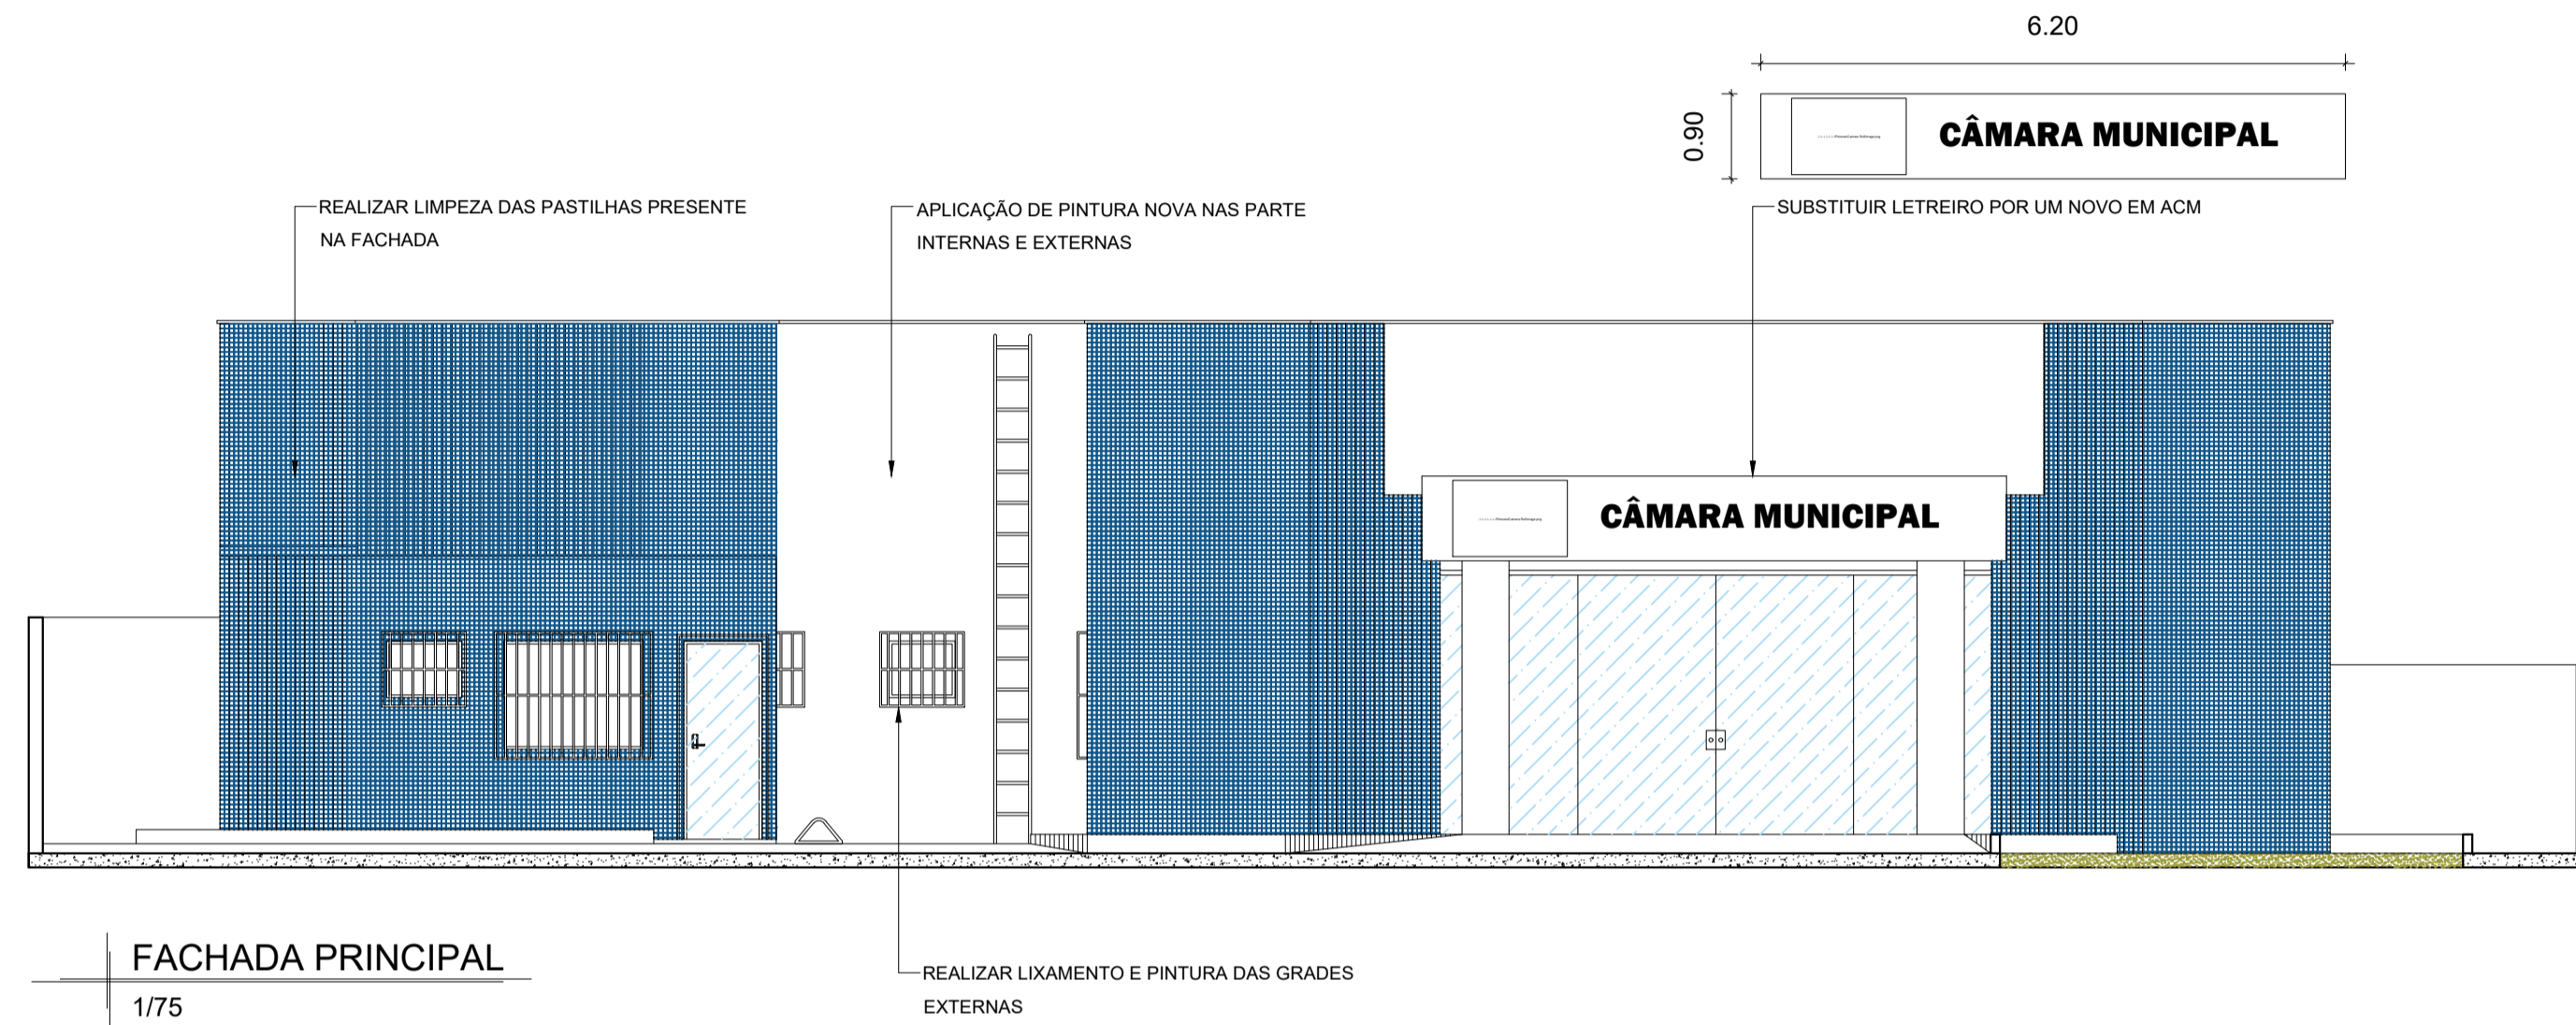 6.20
0.90
CÂMARA MUNICIPAL
REALIZAR LIMPEZA DAS PASTILHAS PRESENTE
NA FACHADA
APLICAÇÃO DE PINTURA NOVA NAS PARTE
INTERNAS E EXTERNAS
SUBSTITUIR LETREIRO POR UM NOVO EM ACM
CÂMARA MUNICIPAL
REALIZAR LIXAMENTO E PINTURA DAS GRADES
EXTERNAS
FACHADA PRINCIPAL
1/75